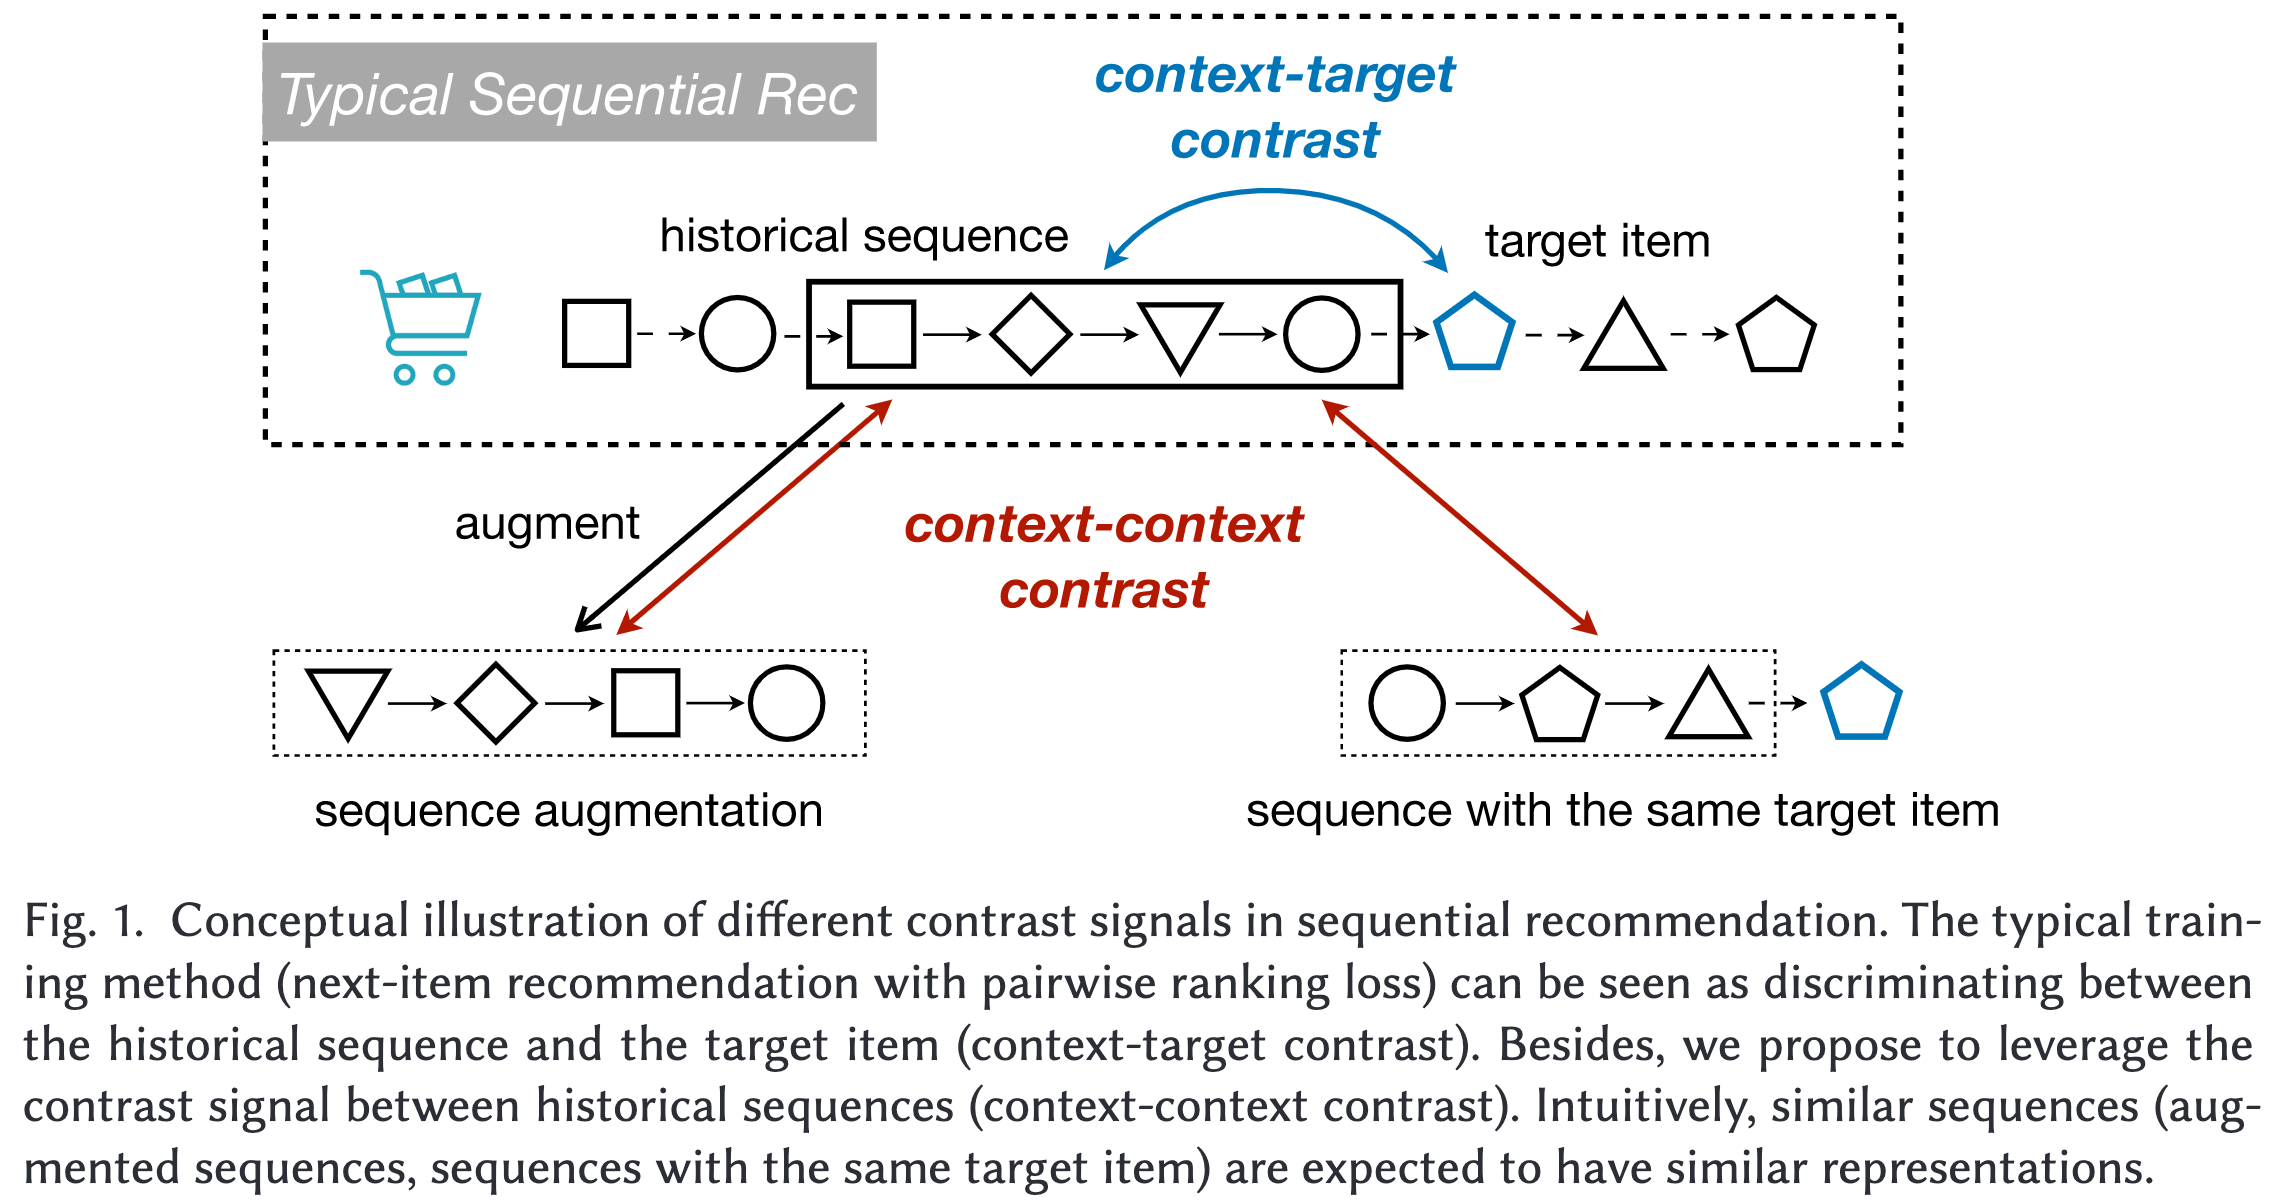 Typical Sequential Rec
context-target
contrast
historical sequence
target item
augment
context-context
contrast
sequence augmentation
sequence with the same target item
Fig. 1. Conceptual illustration of different contrast signals in sequential recommendation. The typical train-
ing method (next-item recommendation with pairwise ranking loss) can be seen as discriminating between
the historical sequence and the target item (context-target contrast). Besides, we propose to leverage the
contrast signal between historical sequences (context-context contrast). Intuitively, similar sequences (aug-
mented sequences, sequences with the same target item) are expected to have similar representations.